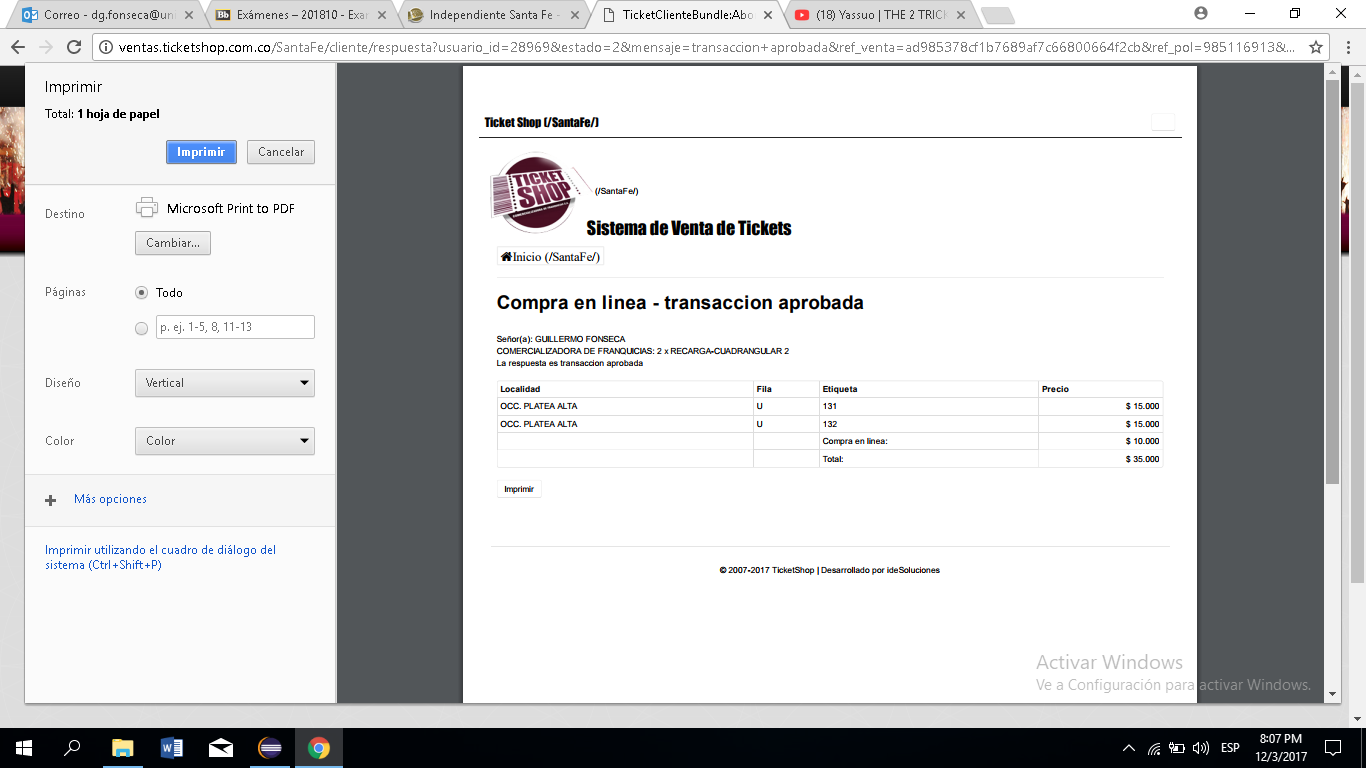 Correo - dg.fonseca@uni
Exámenes – 201810 - Exa
Independiente Santa Fe -
TicketClienteBundle:Abo
(18) Yassuo | THE 2 TRIC
ventas.ticketshop.com.co/SantaFe/cliente/respuesta?usuario_id=28969&estado=2&mensaje=transaccion+aprobada&ref_venta=ad985378cf1b7689af7c66800664f2cb&ref_pol=985116913&...
Imprimir
Total: 1 hoja de papel
Imprimir
Cancelar
Destino
Microsoft Print to PDF
Cambiar...
Páginas
Todo
p. ej. 1-5, 8, 11-13
Diseño
Vertical
Color
Color
Más opciones
Imprimir utilizando el cuadro de diálogo del
sistema (Ctrl+Shift+P)
Ticket Shop (/SantaFe/)
TICKET
SHOP
(/SantaFe/)
Sistema de Venta de Tickets
Inicio (/SantaFe/)
Compra en linea - transaccion aprobada
Señor(a): GUILLERMO FONSECA
COMERCIALIZADORA DE FRANQUICIAS: 2 x RECARGA-CUADRANGULAR 2
La respuesta es transaccion aprobada
Localidad Fila Etiqueta Precio
OCC. PLATEA ALTA U 131 $ 15.000
OCC. PLATEA ALTA U 132 $ 15.000
Compra en linea: $ 10.000
Total: $ 35.000
Imprimir
© 2007-2017 TicketShop | Desarrollado por ideSoluciones
Activar Windows
Ve a Configuración para activar Windows.
ESP
8:07 PM
12/3/2017